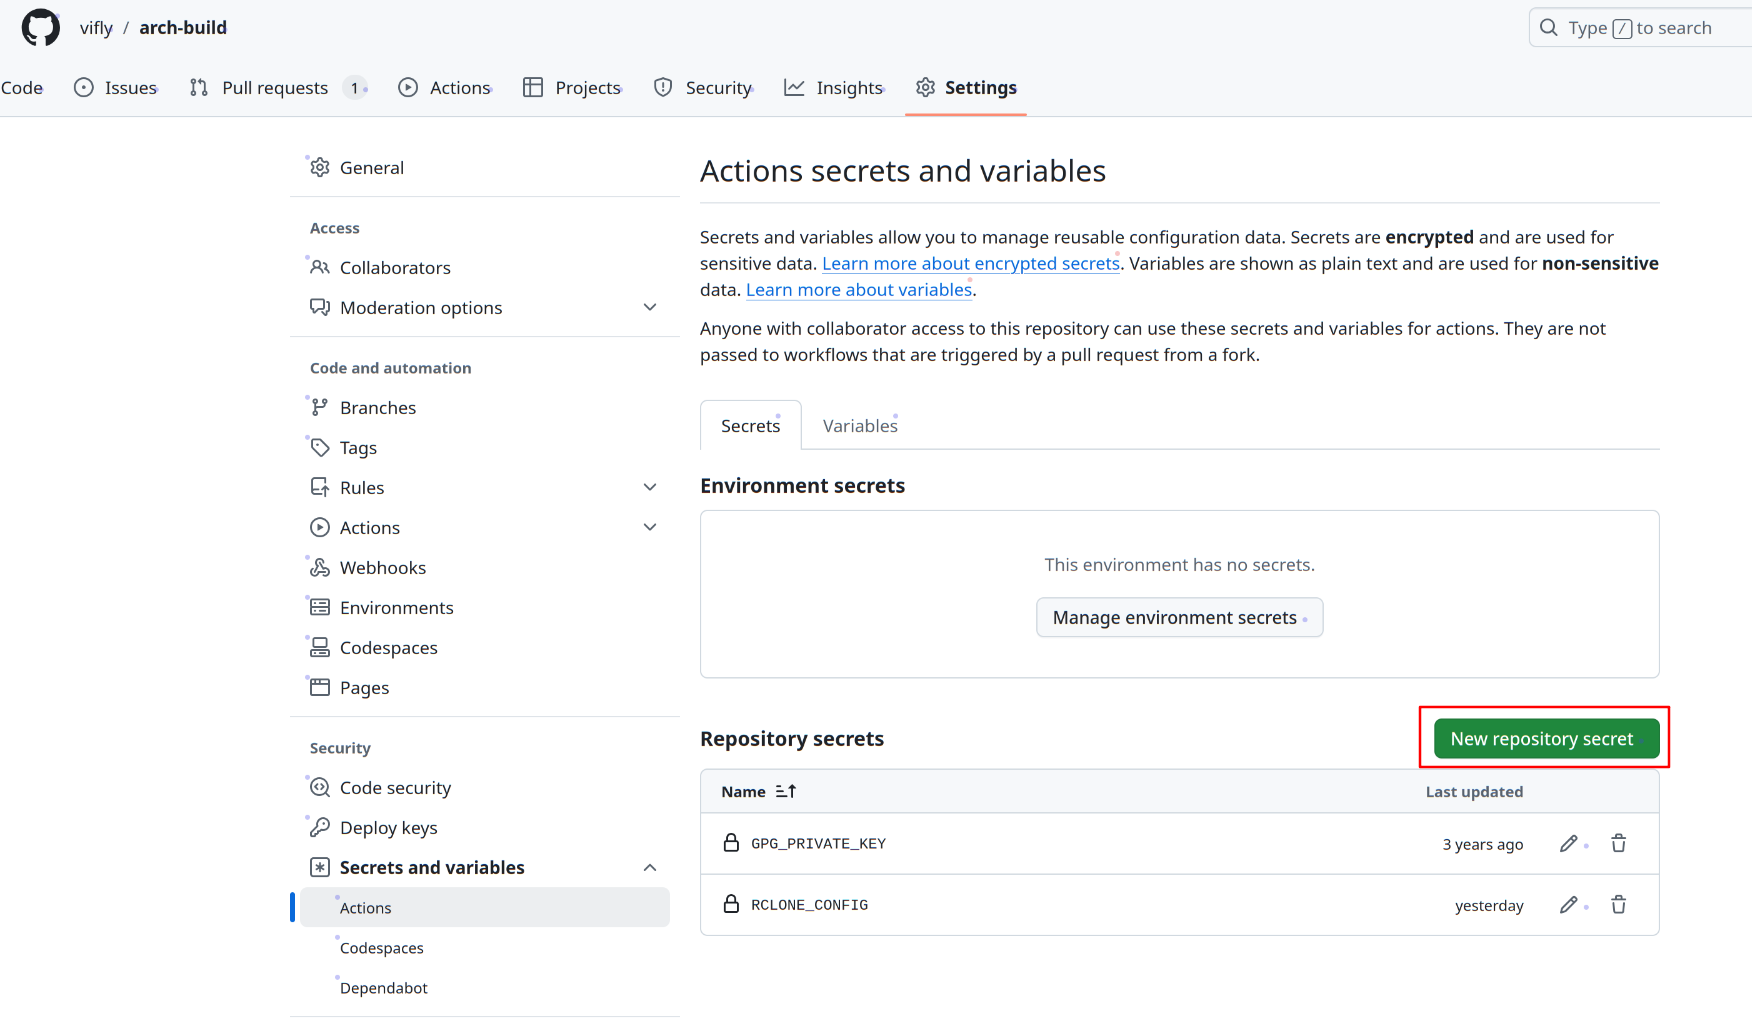 vifly / arch-build
Type / to search
Code Issues Pull requests 1 Actions Projects Security Insights Settings
General
Access
Collaborators
Moderation options
Code and automation
Branches
Tags
Rules
Actions
Webhooks
Environments
Codespaces
Pages
Security
Code security
Deploy keys
Secrets and variables
Actions
Codespaces
Dependabot
Actions secrets and variables
Secrets and variables allow you to manage reusable configuration data. Secrets are encrypted and are used for
sensitive data. Learn more about encrypted secrets. Variables are shown as plain text and are used for non-sensitive
data. Learn more about variables.
Anyone with collaborator access to this repository can use these secrets and variables for actions. They are not
passed to workflows that are triggered by a pull request from a fork.
Secrets Variables
Environment secrets
This environment has no secrets.
Manage environment secrets
Repository secrets
New repository secret
Name Last updated
GPG_PRIVATE_KEY 3 years ago
RCLONE_CONFIG yesterday